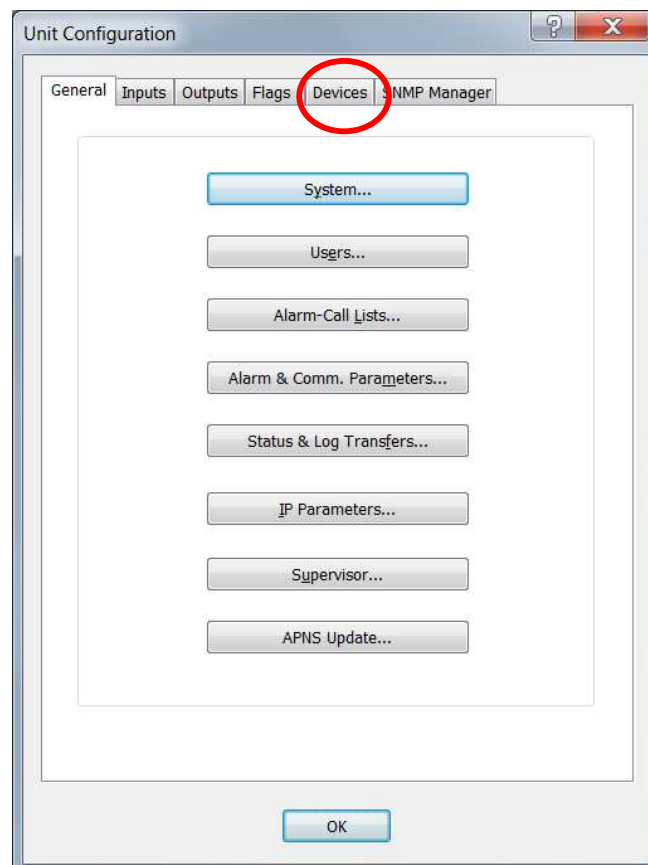 Unit Configuration
General Inputs Outputs Flags Devices SNMP Manager
System...
Users...
Alarm-Call Lists...
Alarm & Comm. Parameters...
Status & Log Transfers...
IP Parameters...
Supervisor...
APNS Update...
OK